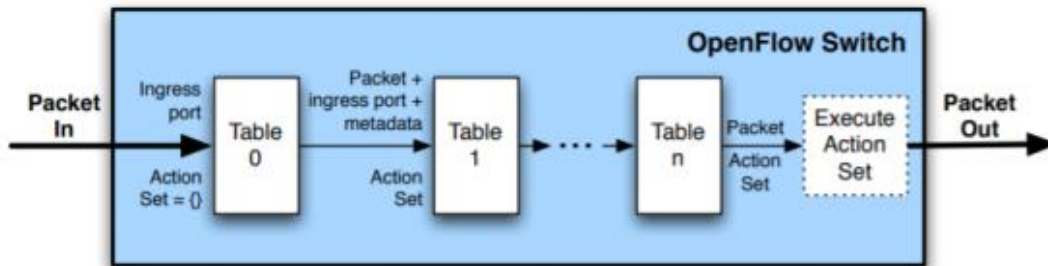 OpenFlow Switch
Packet
In
Ingress
port
Action
Set = {}
Table
0
Packet +
ingress port +
metadata
Action
Set
Table
1
Table
n
Packet
Action
Set
Execute
Action
Set
Packet
Out